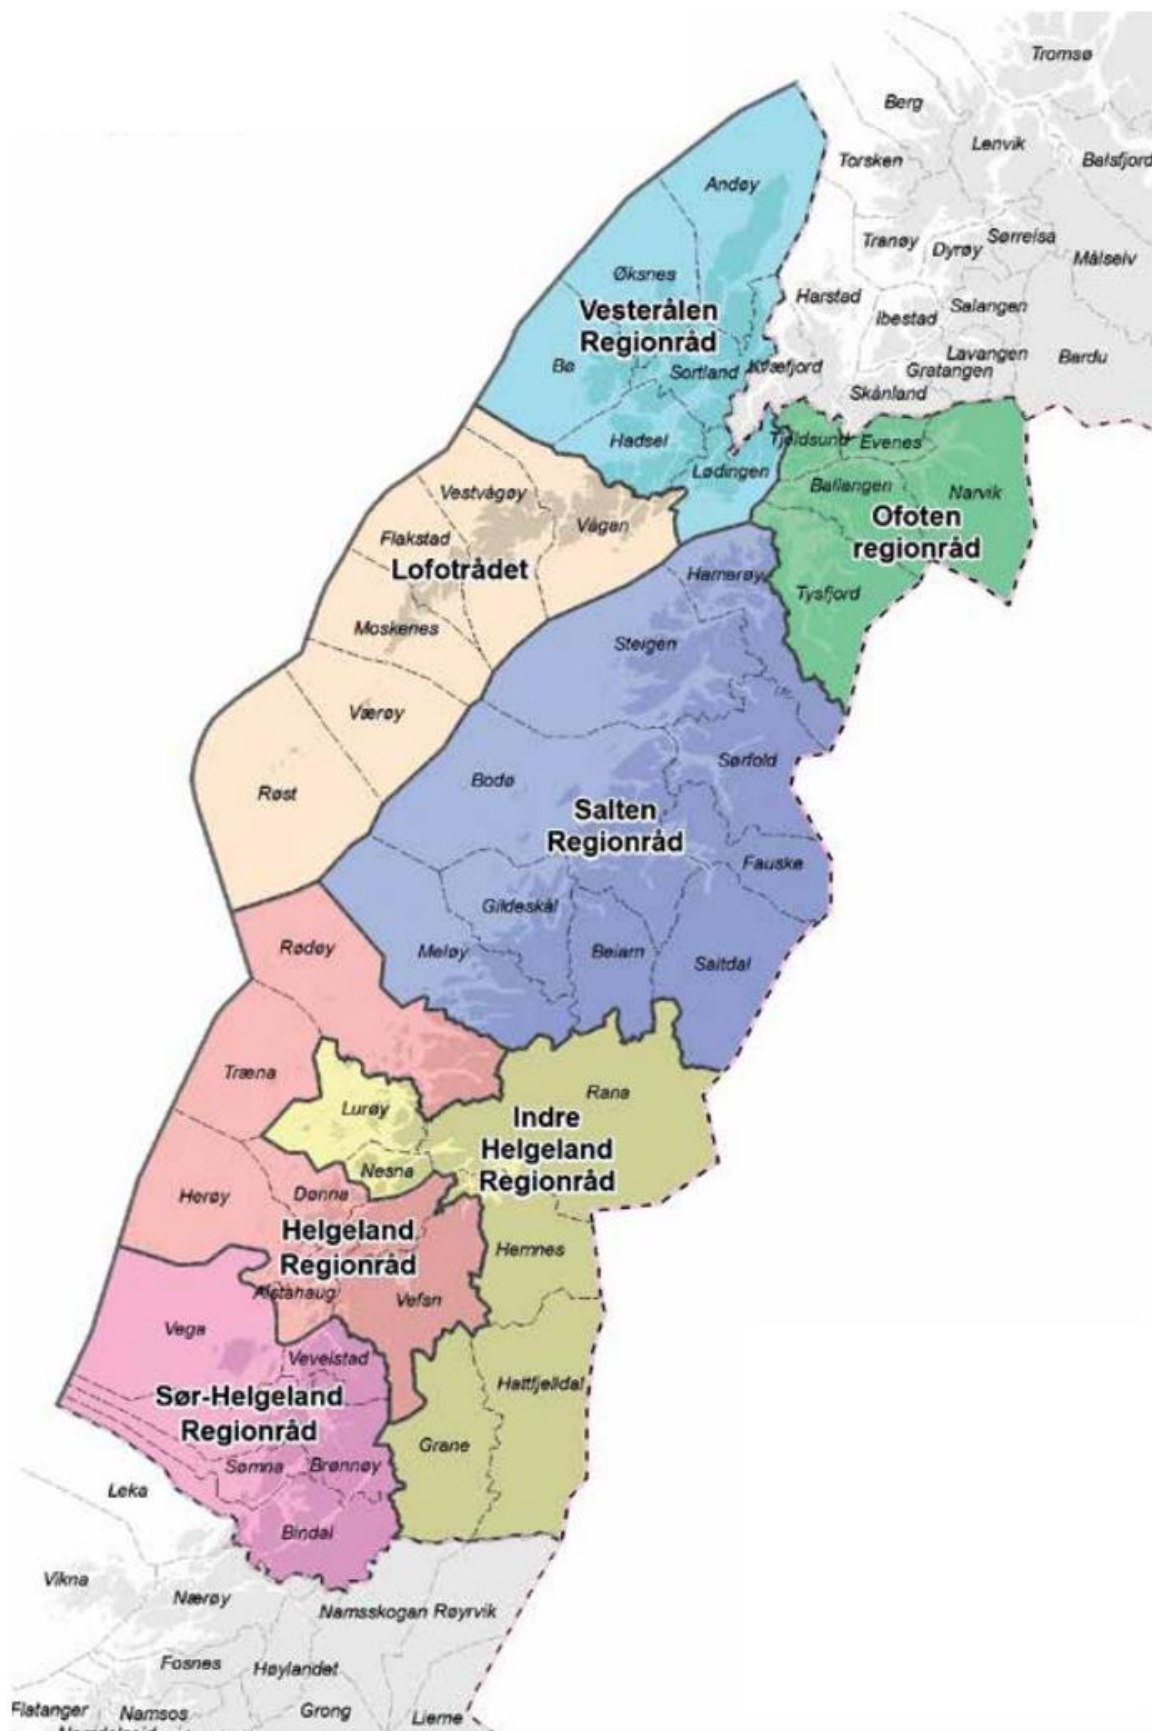 Tromsø
Berg
Lenvik
Torsken
Balsfjord
Andøy
Tranøy
Dyrøy
Sørreisa
Målselv
Øksnes
Harstad
Ibestad
Salangen
Vesterålen
Regionråd
Bø
Sortland
Kvæfjord
Lavangen
Gratangen
Bardu
Skånland
Hadsel
Tjeldsund
Evenes
Lødingen
Ballangen
Narvik
Vestvågøy
Vågan
Flakstad
Ofoten
regionråd
Lofotrådet
Hamarøy
Tysfjord
Moskenes
Steigen
Værøy
Røst
Bodø
Sørfold
Salten
Regionråd
Fauske
Gildeskål
Rødøy
Meløy
Beiarn
Saltdal
Træna
Lurøy
Rana
Indre
Helgeland
Regionråd
Nesna
Herøy
Dønna
Helgeland
Regionråd
Hemnes
Alstahaug
Vefsn
Vega
Vevelstad
Hattfjelldal
Sør-Helgeland
Regionråd
Grane
Sømna
Brønnøy
Leka
Bindal
Vikna
Nærøy
Namsskogan
Røyrvik
Fosnes
Høylandet
Flatanger
Namsos
Grong
Lierne